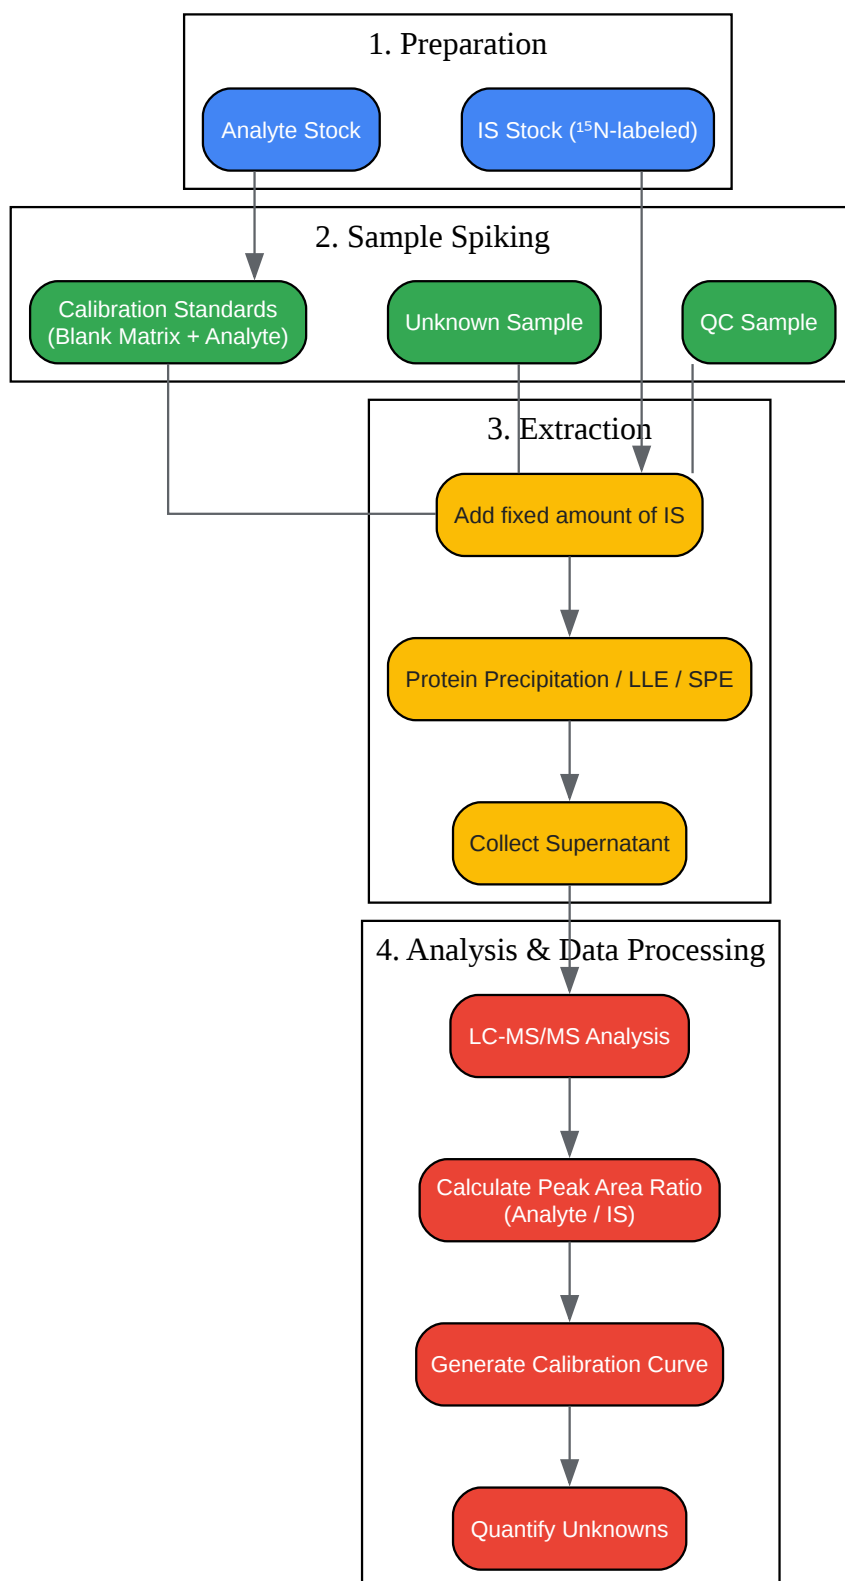 1. Preparation
Analyte Stock
IS Stock (¹⁵N-labeled)
2. Sample Spiking
Calibration Standards
(Blank Matrix + Analyte)
Unknown Sample
QC Sample
3. Extraction
Add fixed amount of IS
Protein Precipitation / LLE / SPE
Collect Supernatant
4. Analysis & Data Processing
LC-MS/MS Analysis
Calculate Peak Area Ratio
(Analyte / IS)
Generate Calibration Curve
Quantify Unknowns